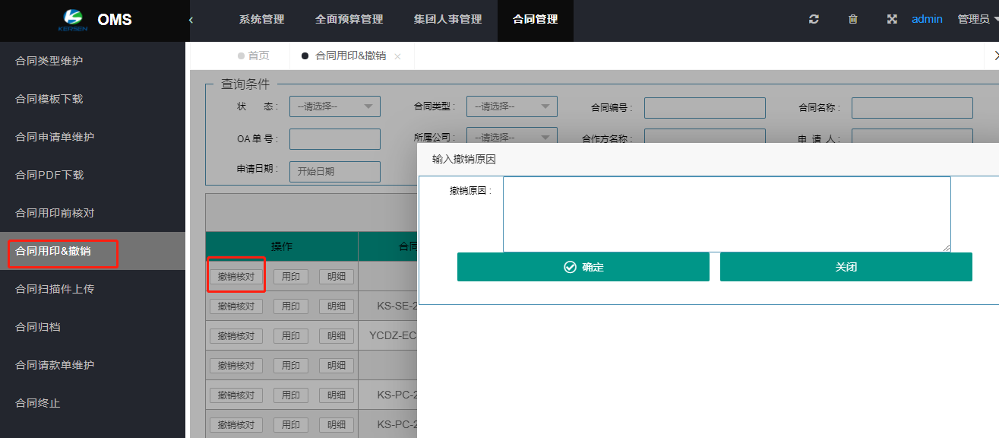 KERSEN OMS 系统管理 全面预算管理 集团人事管理 合同管理 admin 管理员
合同类型维护
合同模板下载
合同申请单维护
合同PDF下载
合同用印前核对
合同用印&撤销
合同扫描件上传
合同归档
合同请款单维护
合同终止
首页 合同用印&撤销
查询条件
状 态: --请选择-- 合同类型: --请选择-- 合同编号: 合同名称:
OA单号: 所属公司: --请选择-- 合作方名称: 申 请 人:
申请日期: 开始日期
输入撤销原因
撤销原因:
确定 关闭
操作 合同
撤销核对 用印 明细
撤销核对 用印 明细 KS-SE-2
撤销核对 用印 明细 YCDZ-EC
撤销核对 用印 明细
撤销核对 用印 明细 KS-PC-2
撤销核对 用印 明细 KS-PC-2